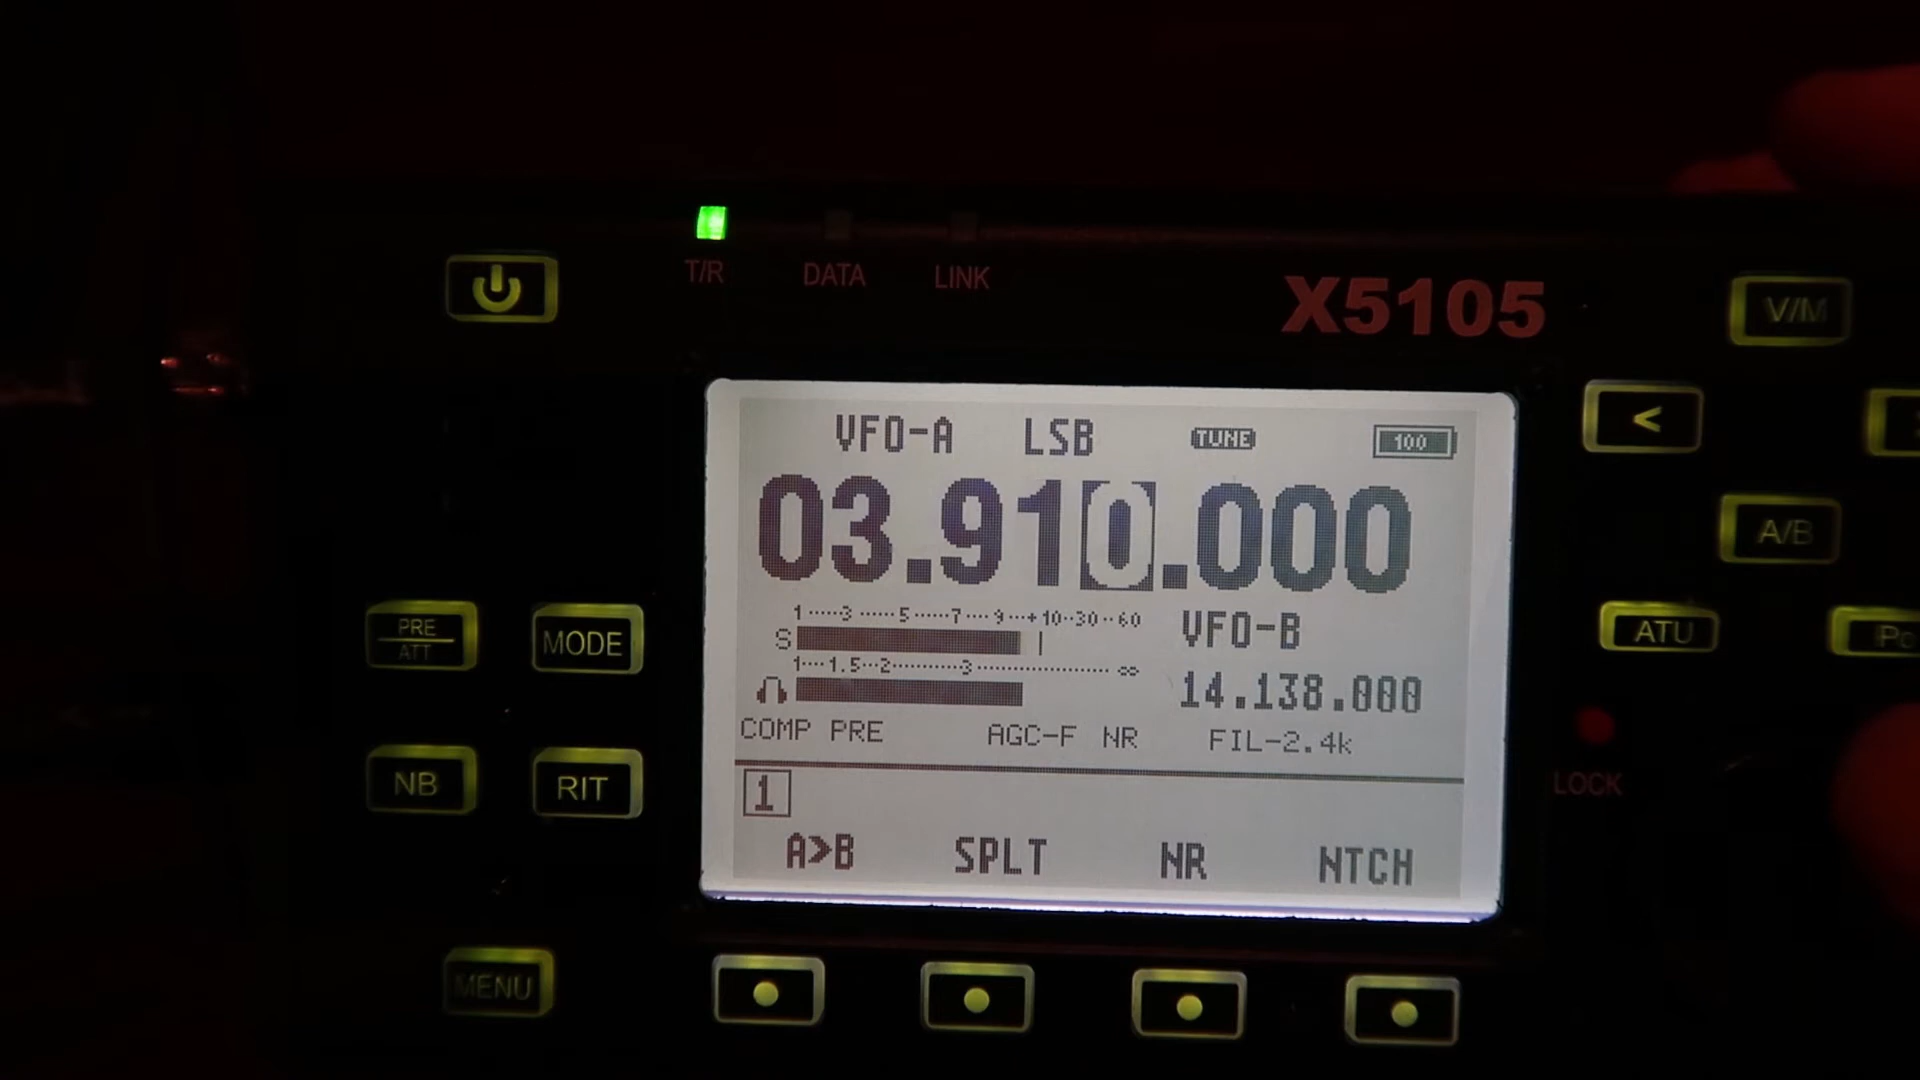 T/R DATA LINK
X5105
V/M
VFO-A LSB TUNE 100
<
03.910.000
A/B
1·····3·····5·····7····9···+10··30··60
S
VFO-B
1····1.5··2·········3·················∞
14.138.000
COMP PRE AGC-F NR FIL-2.4k
1
A>B SPLT NR NTCH
PRE
ATT
MODE
ATU
NB RIT
LOCK
MENU